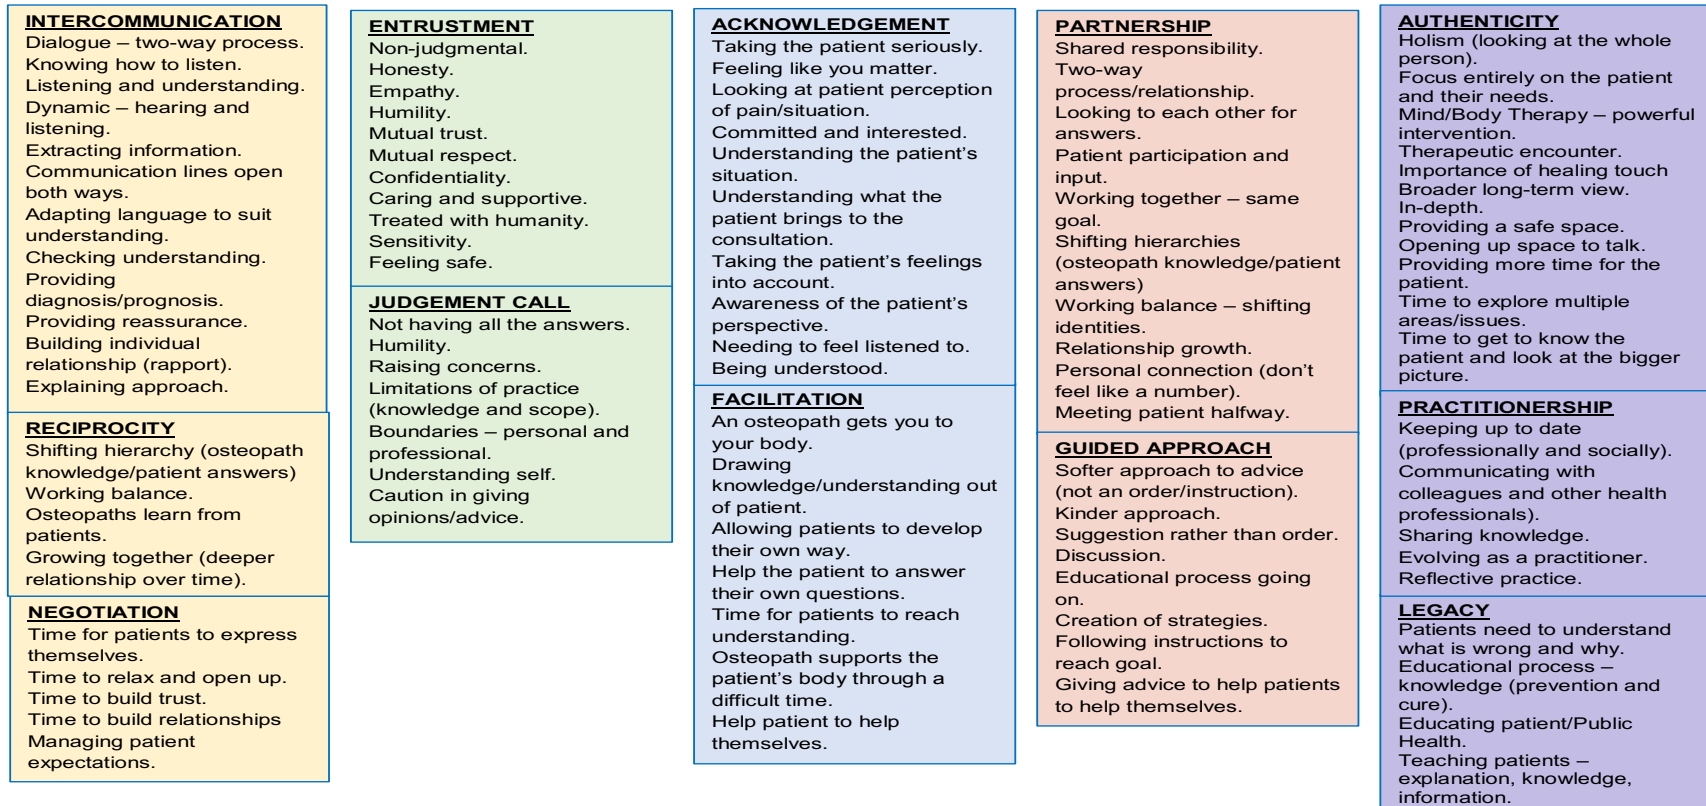 INTERCOMMUNICATION
Dialogue – two-way process.
Knowing how to listen.
Listening and understanding.
Dynamic – hearing and
listening.
Extracting information.
Communication lines open
both ways.
Adapting language to suit
understanding.
Checking understanding.
Providing
diagnosis/prognosis.
Providing reassurance.
Building individual
relationship (rapport).
Explaining approach.
RECIPROCITY
Shifting hierarchy (osteopath
knowledge/patient answers)
Working balance.
Osteopaths learn from
patients.
Growing together (deeper
relationship over time).
NEGOTIATION
Time for patients to express
themselves.
Time to relax and open up.
Time to build trust.
Time to build relationships
Managing patient
expectations.
ENTRUSTMENT
Non-judgmental.
Honesty.
Empathy.
Humility.
Mutual trust.
Mutual respect.
Confidentiality.
Caring and supportive.
Treated with humanity.
Sensitivity.
Feeling safe.
JUDGEMENT CALL
Not having all the answers.
Humility.
Raising concerns.
Limitations of practice
(knowledge and scope).
Boundaries – personal and
professional.
Understanding self.
Caution in giving
opinions/advice.
ACKNOWLEDGEMENT
Taking the patient seriously.
Feeling like you matter.
Looking at patient perception
of pain/situation.
Committed and interested.
Understanding the patient’s
situation.
Understanding what the
patient brings to the
consultation.
Taking the patient’s feelings
into account.
Awareness of the patient’s
perspective.
Needing to feel listened to.
Being understood.
FACILITATION
An osteopath gets you to
your body.
Drawing
knowledge/understanding out
of patient.
Allowing patients to develop
their own way.
Help the patient to answer
their own questions.
Time for patients to reach
understanding.
Osteopath supports the
patient’s body through a
difficult time.
Help patient to help
themselves.
PARTNERSHIP
Shared responsibility.
Two-way
process/relationship.
Looking to each other for
answers.
Patient participation and
input.
Working together – same
goal.
Shifting hierarchies
(osteopath knowledge/patient
answers)
Working balance – shifting
identities.
Relationship growth.
Personal connection (don’t
feel like a number).
Meeting patient halfway.
GUIDED APPROACH
Softer approach to advice
(not an order/instruction).
Kinder approach.
Suggestion rather than order.
Discussion.
Educational process going
on.
Creation of strategies.
Following instructions to
reach goal.
Giving advice to help patients
to help themselves.
AUTHENTICITY
Holism (looking at the whole
person).
Focus entirely on the patient
and their needs.
Mind/Body Therapy – powerful
intervention.
Therapeutic encounter.
Importance of healing touch
Broader long-term view.
In-depth.
Providing a safe space.
Opening up space to talk.
Providing more time for the
patient.
Time to explore multiple
areas/issues.
Time to get to know the
patient and look at the bigger
picture.
PRACTITIONERSHIP
Keeping up to date
(professionally and socially).
Communicating with
colleagues and other health
professionals).
Sharing knowledge.
Evolving as a practitioner.
Reflective practice.
LEGACY
Patients need to understand
what is wrong and why.
Educational process –
knowledge (prevention and
cure).
Educating patient/Public
Health.
Teaching patients –
explanation, knowledge,
information.